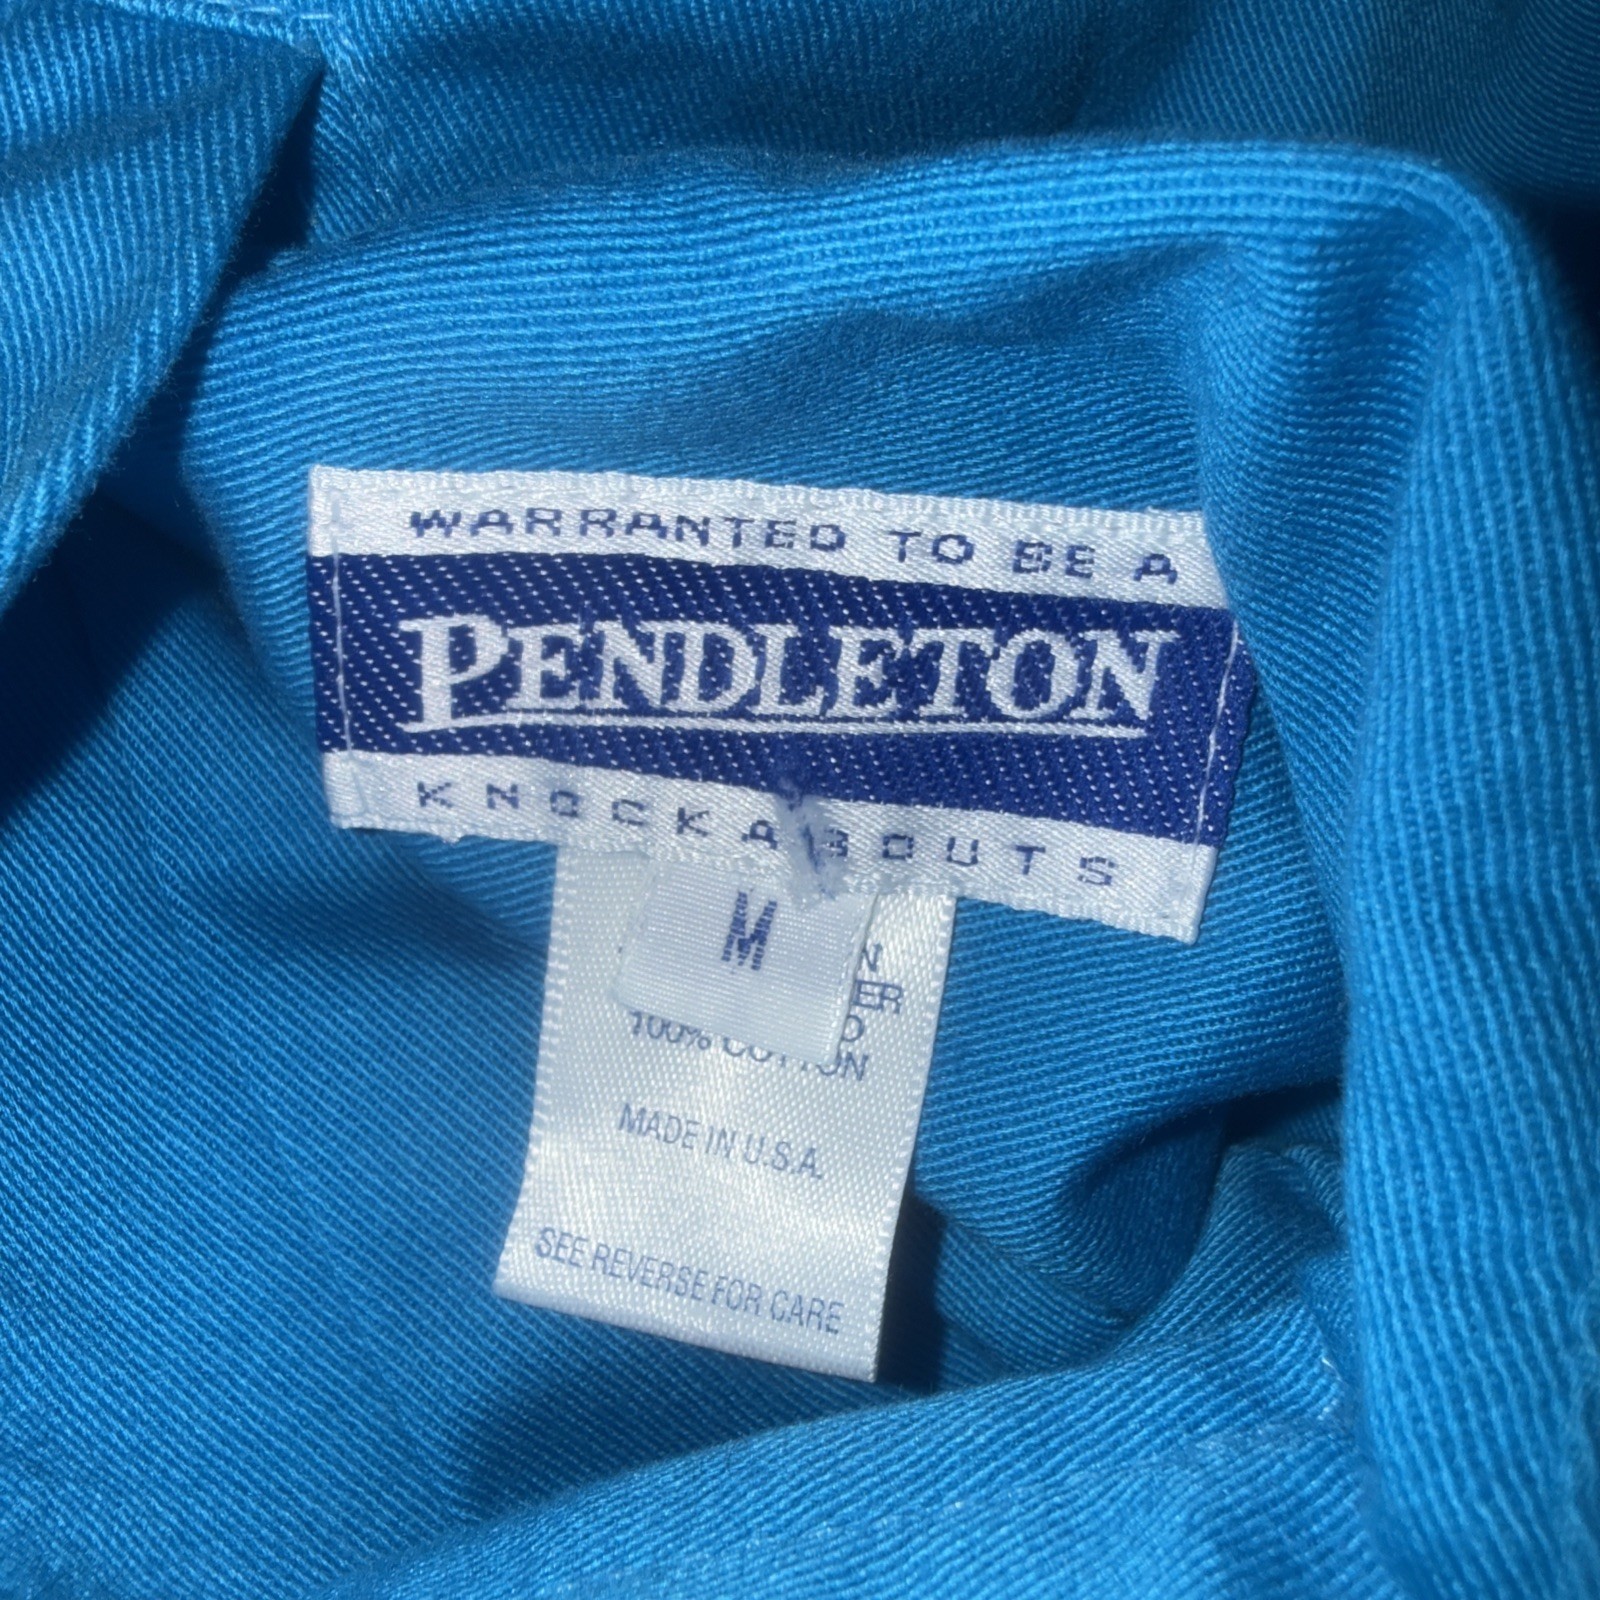 WARRANTED TO BE A
PENDLETON
KNOCKABOUTS
M
100% COTTON
MADE IN U.S.A.
SEE REVERSE FOR CARE